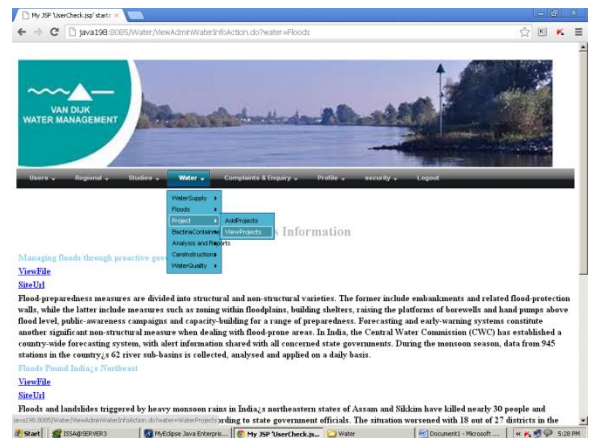 My JSP 'UserCheck.jsp' starti
java198:8085/Water/ViewAdminWaterInfoAction.do?water=Floods
VAN DIJK
WATER MANAGEMENT
Users Regional Studies Water Complaints & Enquiry Profile security Logout
WaterSupply
Floods
Project AddProjects
ViewProjects
Analysis and Reports
WaterQuality
s Information
Managing floods through proactive gove
ViewFile
SiteUrl
Flood-preparedness measures are divided into structural and non-structural varieties. The former include embankments and related flood-protection
walls, while the latter include measures such as zoning within floodplains, building shelters, raising the platforms of borewells and hand pumps above
flood level, public-awareness campaigns and capacity-building for a range of preparedness. Forecasting and early-warning systems constitute
another significant non-structural measure when dealing with flood-prone areas. In India, the Central Water Commission (CWC) has established a
country-wide forecasting system, with alert information shared with all concerned state governments. During the monsoon season, data from 945
stations in the country¿s 62 river sub-basins is collected, analysed and applied on a daily basis.
Floods Pound India¿s Northeast
ViewFile
SiteUrl
Floods and landslides triggered by heavy monsoon rains in India¿s northeastern states of Assam and Sikkim have killed nearly 30 people and
java198:8085/Water/ViewAdminWaterInfoAction.do?water=WaterProjects rding to state government officials. The situation worsened with 18 out of 27 districts in the
Start ISSA@SERVER3 MyEclipse Java Enterpris... My JSP 'UserCheck.js... Water Document1 - Microsoft ... 5:28 PM